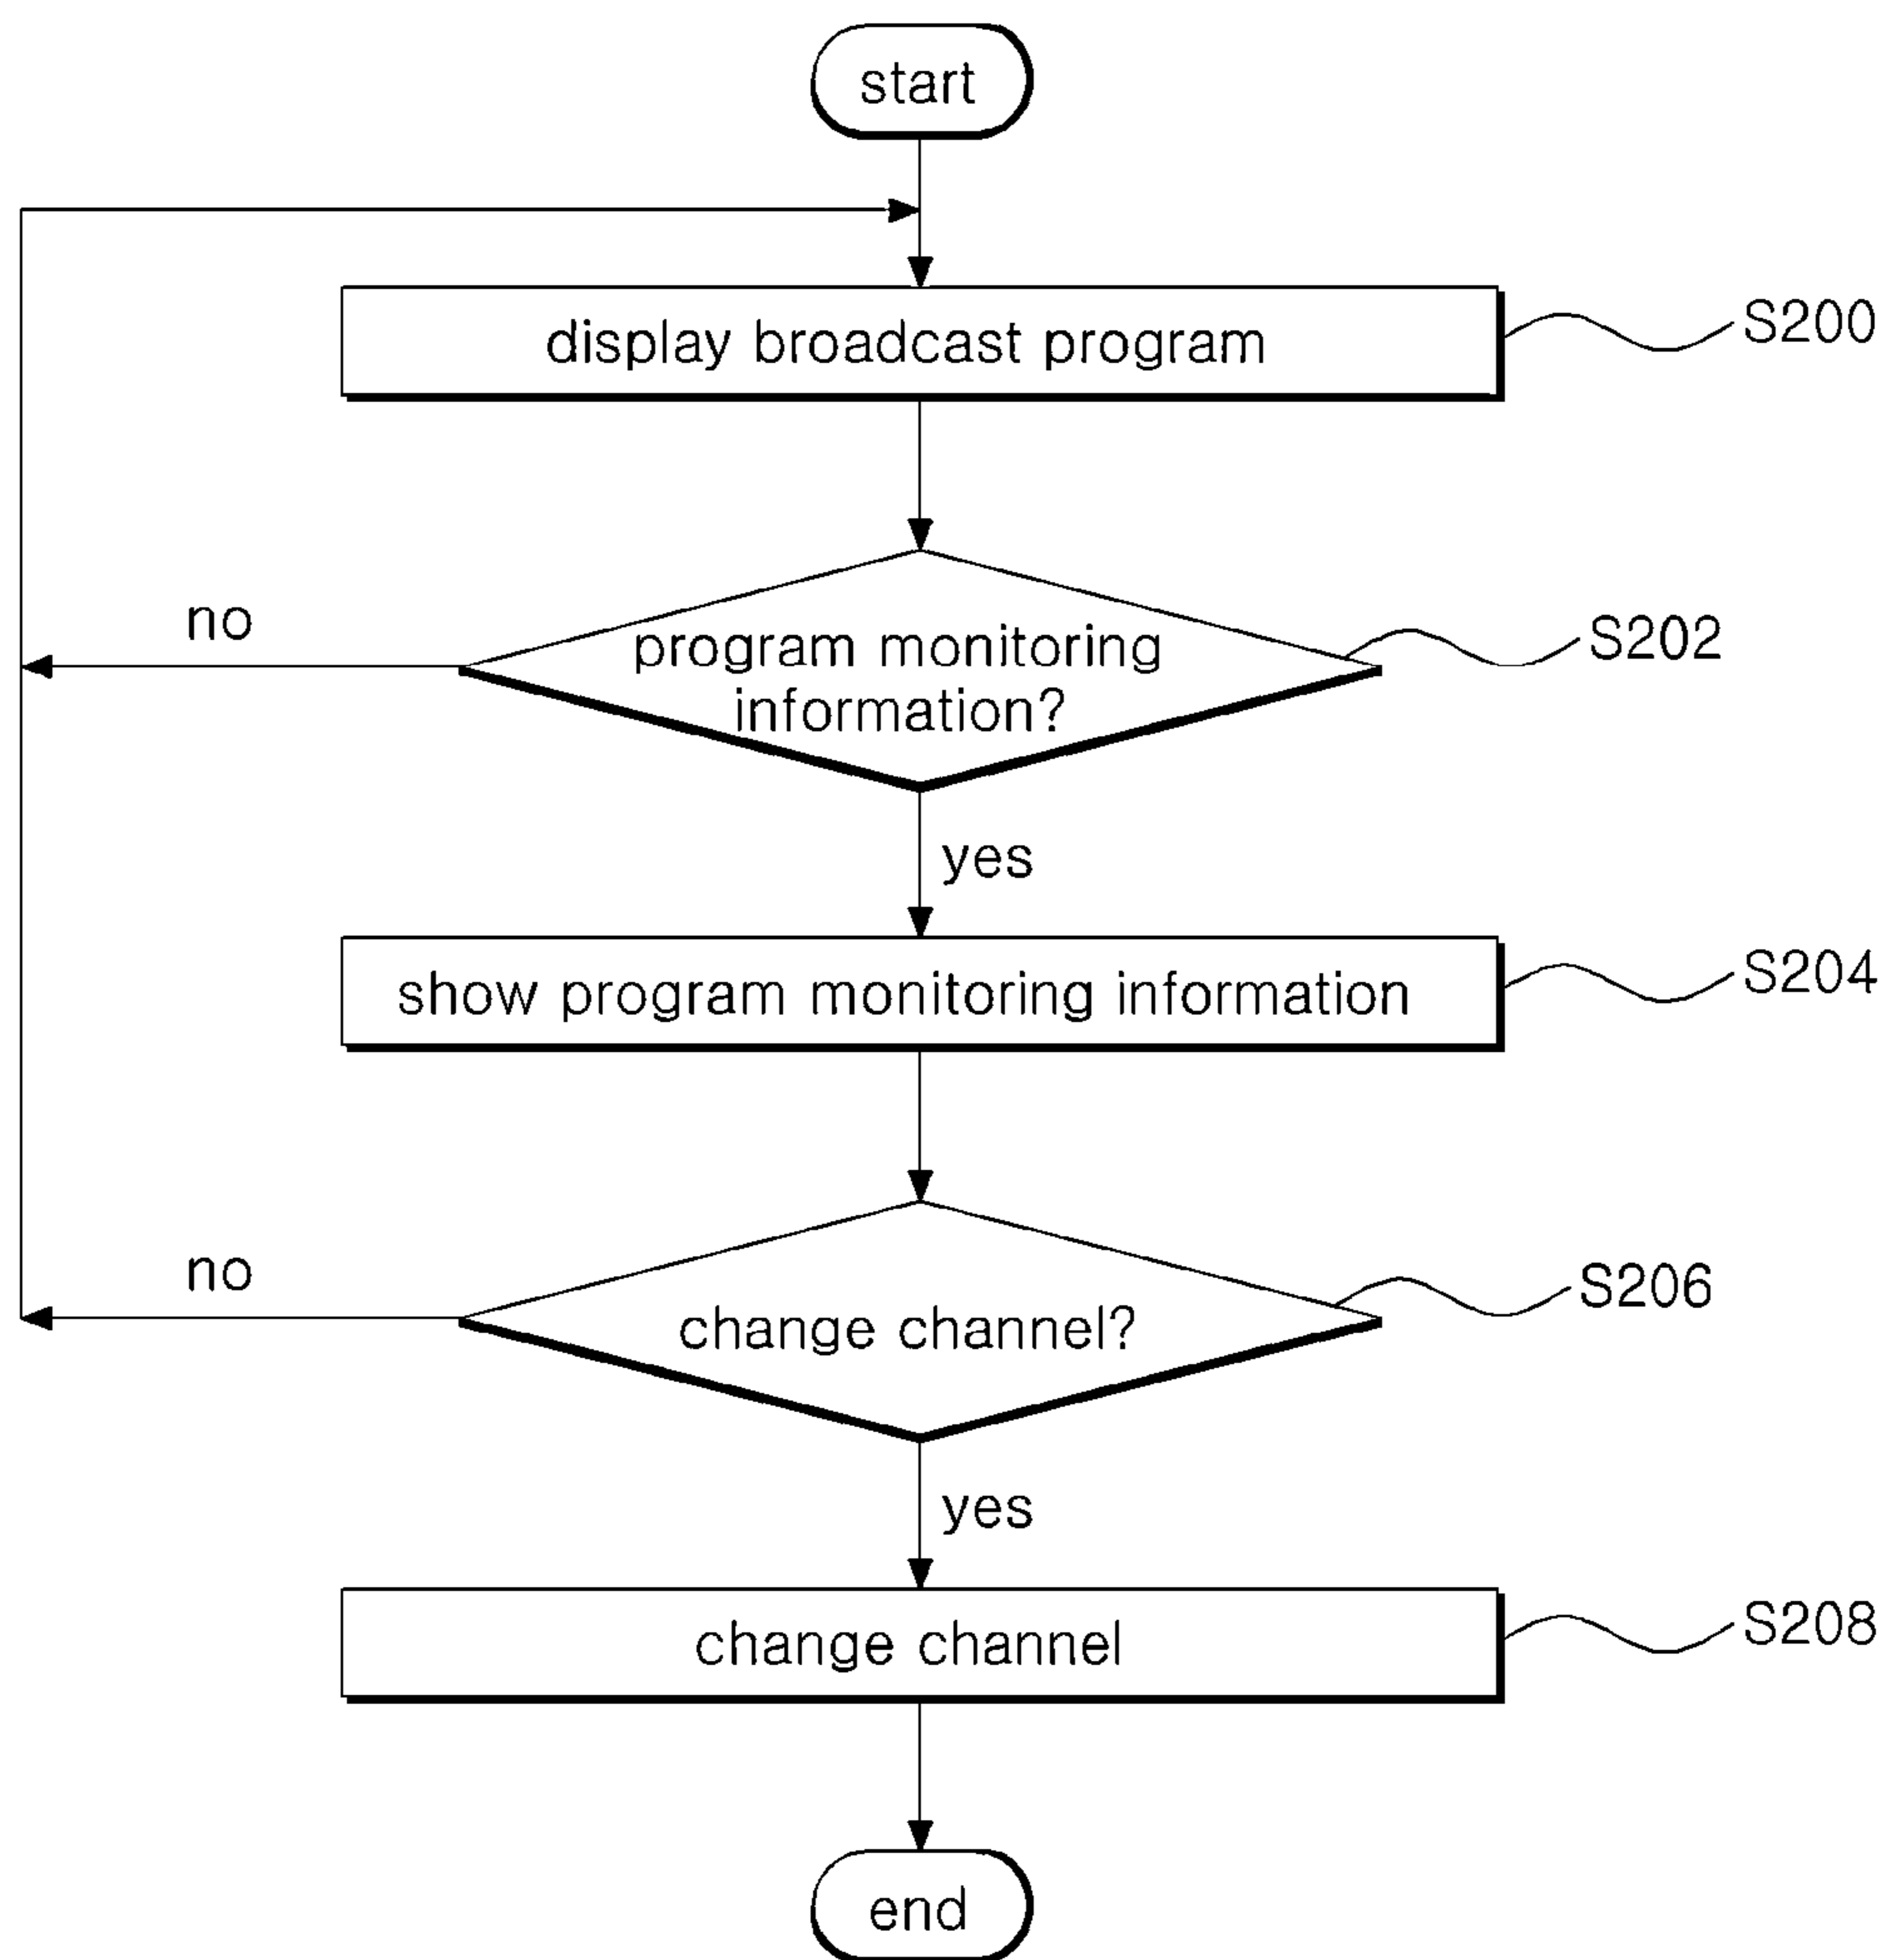 start
display broadcast program
S200
no
program monitoring
information?
S202
yes
show program monitoring information
S204
no
change channel?
S206
yes
change channel
S208
end